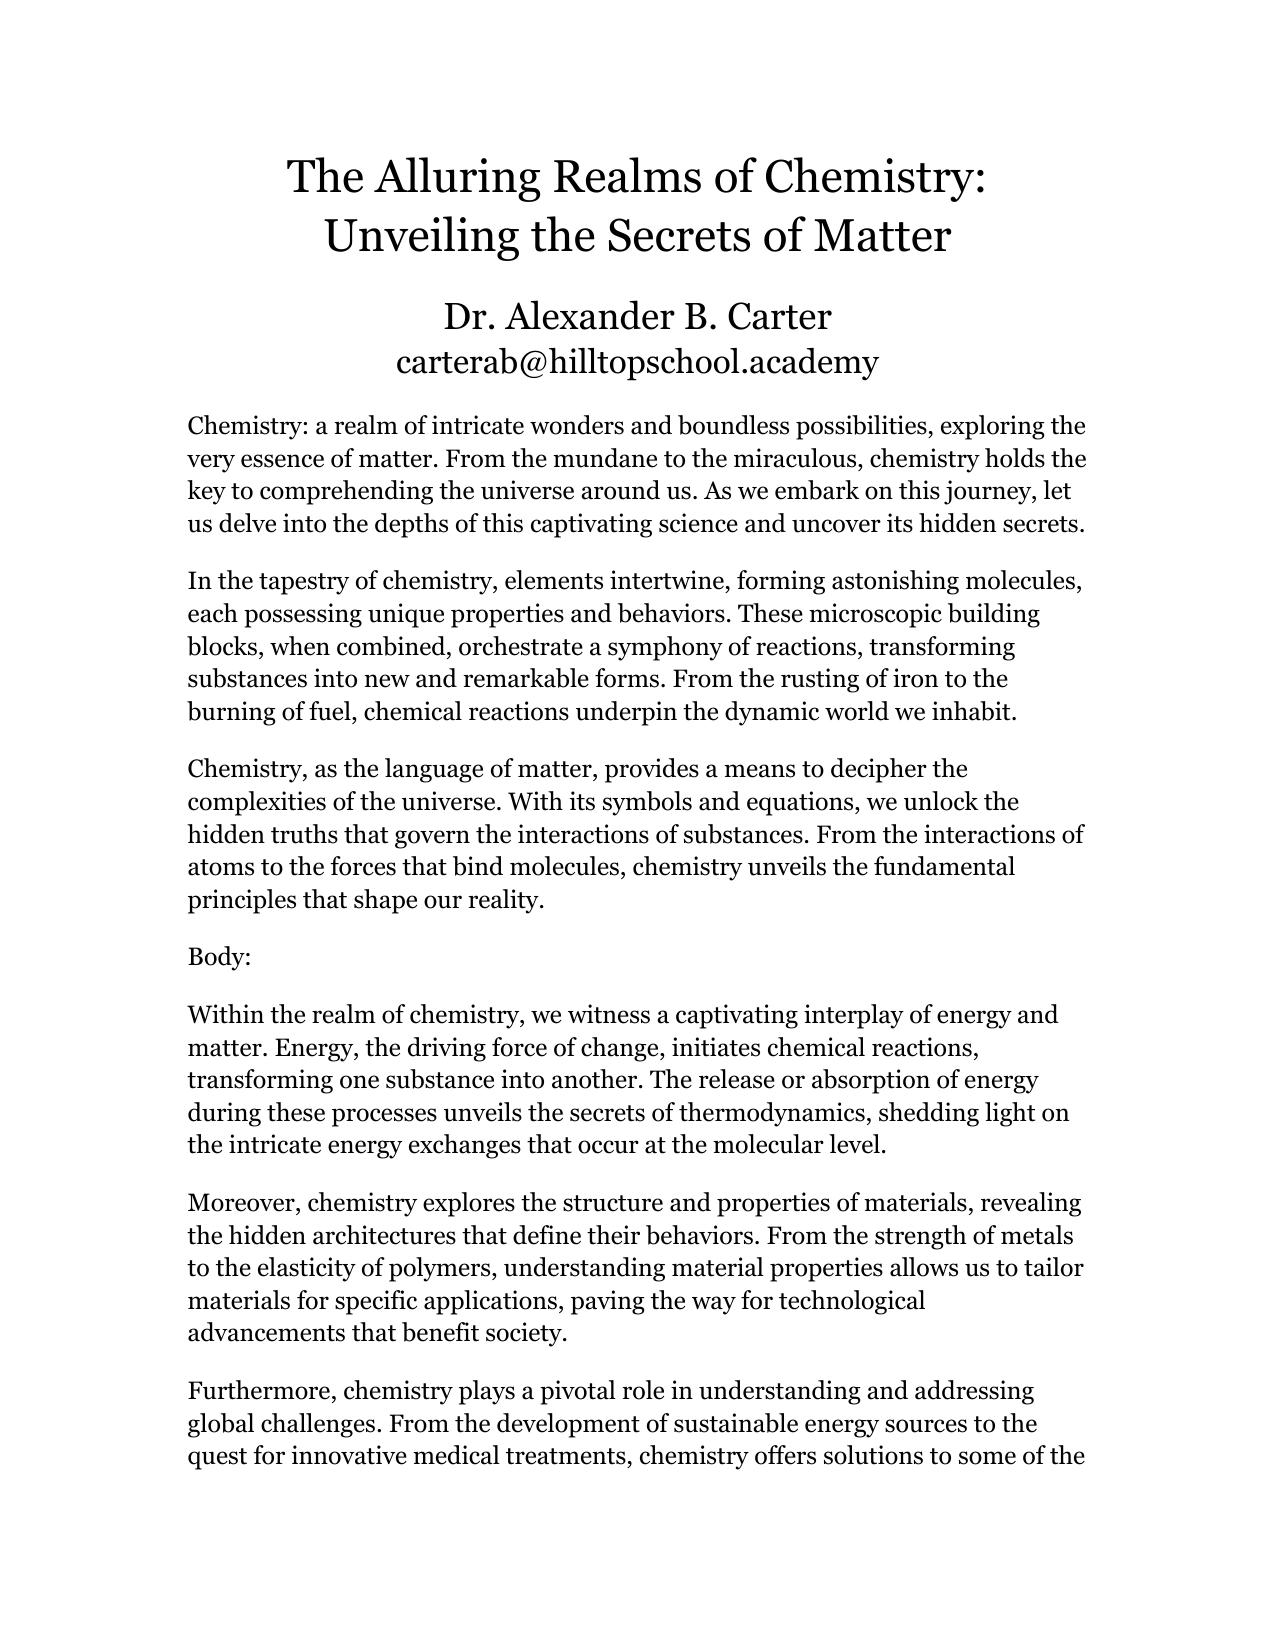 The Alluring Realms of Chemistry:
Unveiling the Secrets of Matter
Dr. Alexander B. Carter
carterab@hilltopschool.academy
Chemistry: a realm of intricate wonders and boundless possibilities, exploring the
very essence of matter. From the mundane to the miraculous, chemistry holds the
key to comprehending the universe around us. As we embark on this journey, let
us delve into the depths of this captivating science and uncover its hidden secrets.
In the tapestry of chemistry, elements intertwine, forming astonishing molecules,
each possessing unique properties and behaviors. These microscopic building
blocks, when combined, orchestrate a symphony of reactions, transforming
substances into new and remarkable forms. From the rusting of iron to the
burning of fuel, chemical reactions underpin the dynamic world we inhabit.
Chemistry, as the language of matter, provides a means to decipher the
complexities of the universe. With its symbols and equations, we unlock the
hidden truths that govern the interactions of substances. From the interactions of
atoms to the forces that bind molecules, chemistry unveils the fundamental
principles that shape our reality.
Body:
Within the realm of chemistry, we witness a captivating interplay of energy and
matter. Energy, the driving force of change, initiates chemical reactions,
transforming one substance into another. The release or absorption of energy
during these processes unveils the secrets of thermodynamics, shedding light on
the intricate energy exchanges that occur at the molecular level.
Moreover, chemistry explores the structure and properties of materials, revealing
the hidden architectures that define their behaviors. From the strength of metals
to the elasticity of polymers, understanding material properties allows us to tailor
materials for specific applications, paving the way for technological
advancements that benefit society.
Furthermore, chemistry plays a pivotal role in understanding and addressing
global challenges. From the development of sustainable energy sources to the
quest for innovative medical treatments, chemistry offers solutions to some of the